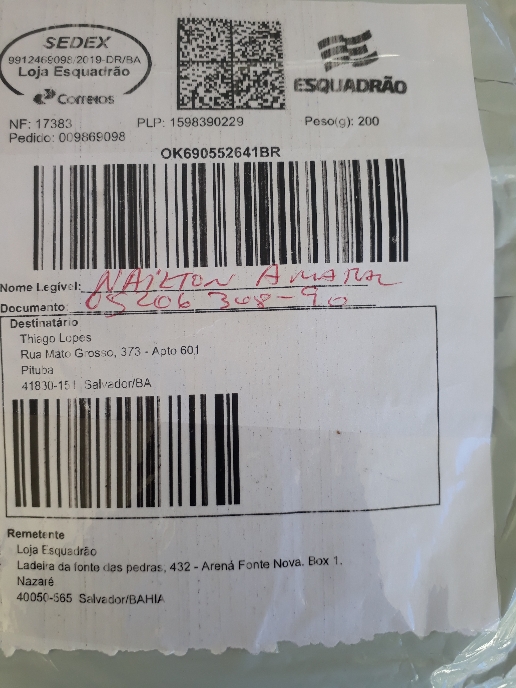 SEDEX
9912469098/2019-DR/BA
Loja Esquadrão
Correios
ESQUADRÃO
NF: 17383 PLP: 1598390229 Peso(g): 200
Pedido: 009869098
OK690552641BR
Nome Legível: NAILTON AMARAL
Documento: 05206 308-90
Destinatário
Thiago Lopes
Rua Mato Grosso, 373 - Apto 601
Pituba
41830-151 Salvador/BA
Remetente
Loja Esquadrão
Ladeira da fonte das pedras, 432 - Arena Fonte Nova. Box 1.
Nazaré
40050-565 Salvador/BAHIA